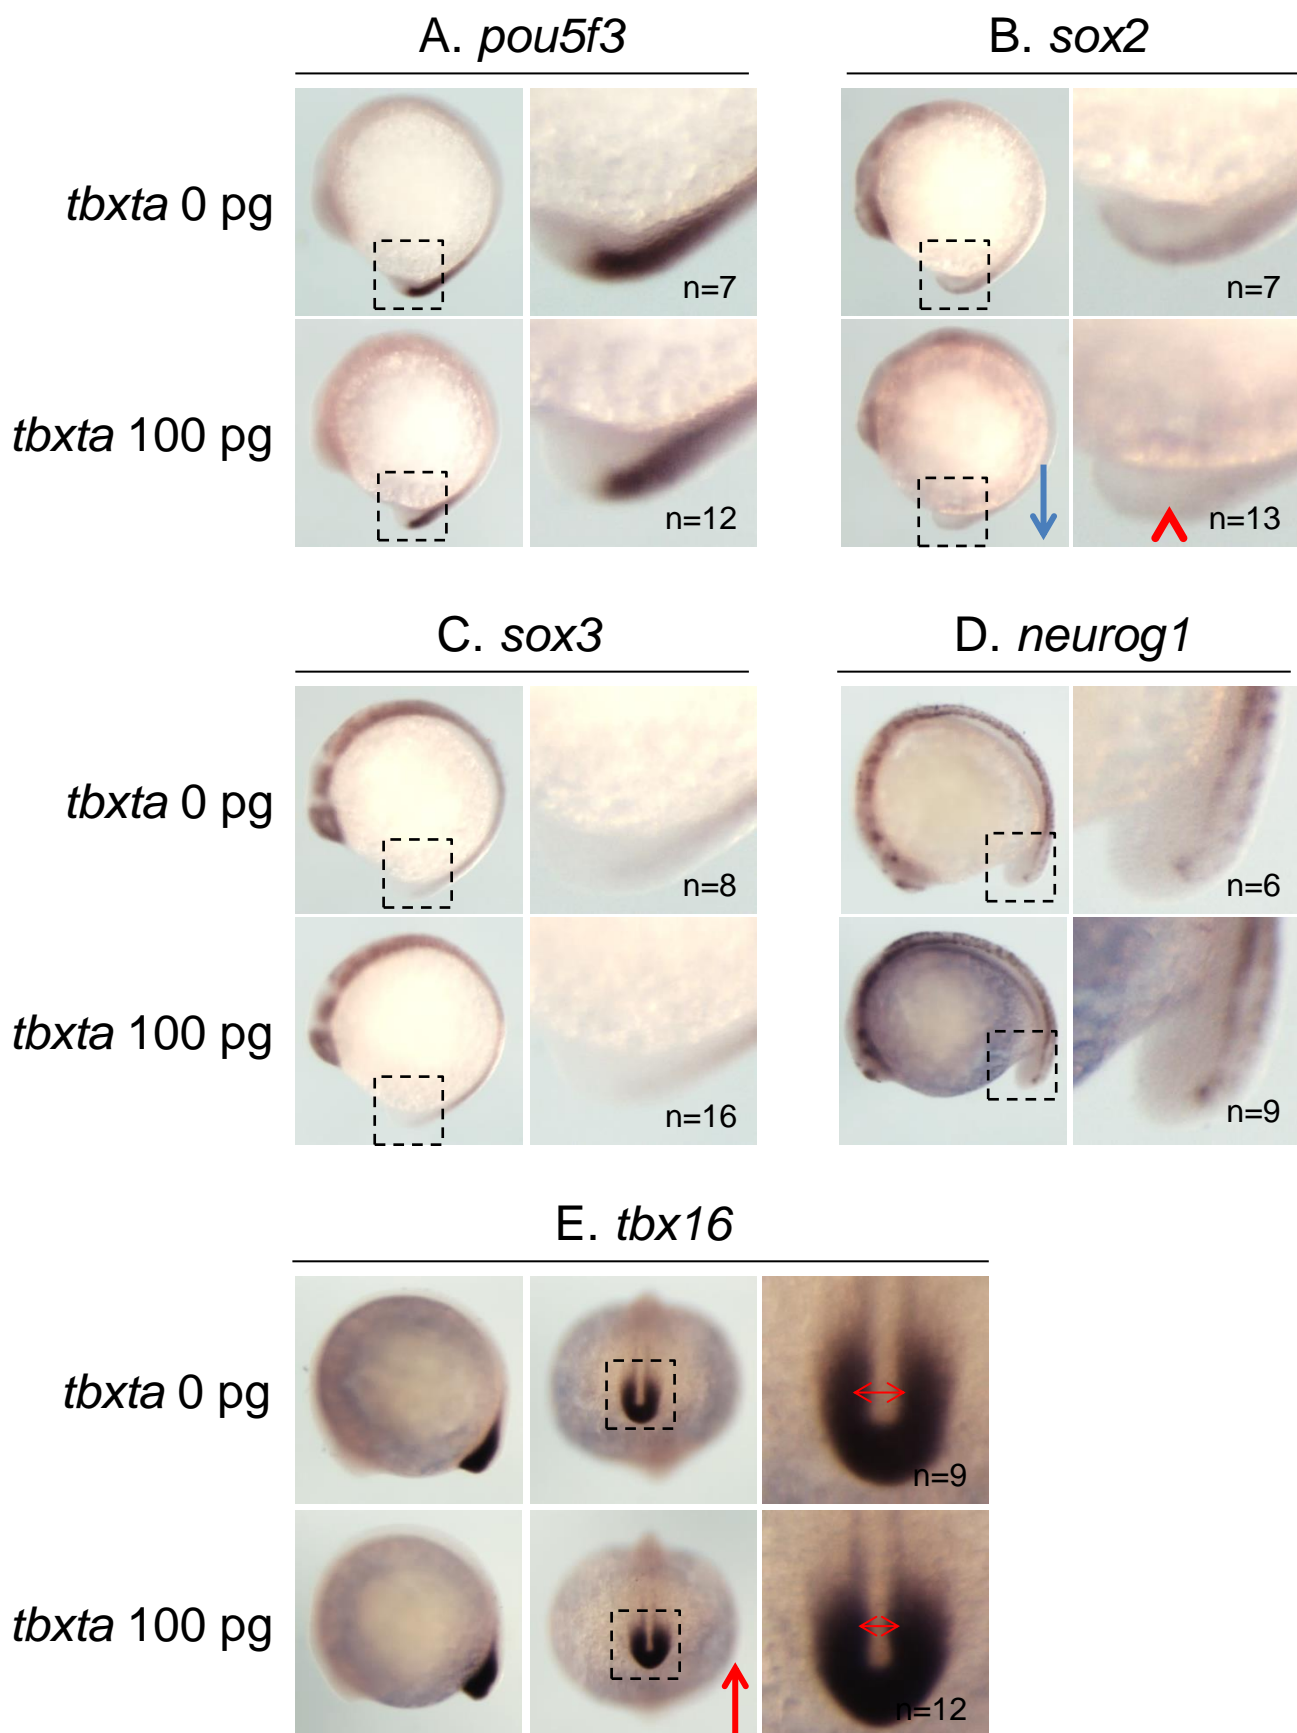 A. pou5f3
B. sox2
tbxta 0 pg
n=7
n=7
tbxta 100 pg
n=12
n=13
C. sox3
D. neurog1
tbxta 0 pg
n=8
n=6
tbxta 100 pg
n=16
n=9
E. tbx16
tbxta 0 pg
n=9
tbxta 100 pg
n=12